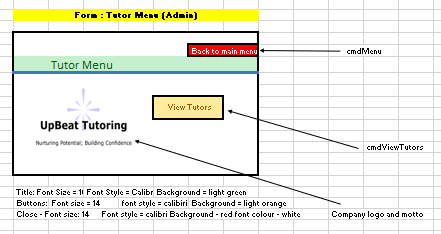 Form : Tutor Menu (Admin)
Back to main menu
cmdMenu
Tutor Menu
View Tutors
UpBeat Tutoring
Nurturing Potential; Building Confidence
cmdViewTutors
Title: Font Size = 1( Font Style = Calibri Background = light green
Buttons: Font size = 14 font style = calibiri Background = light orange
Close - Font size: 14 Font style = calibri Background - red font colour - white
Company logo and motto